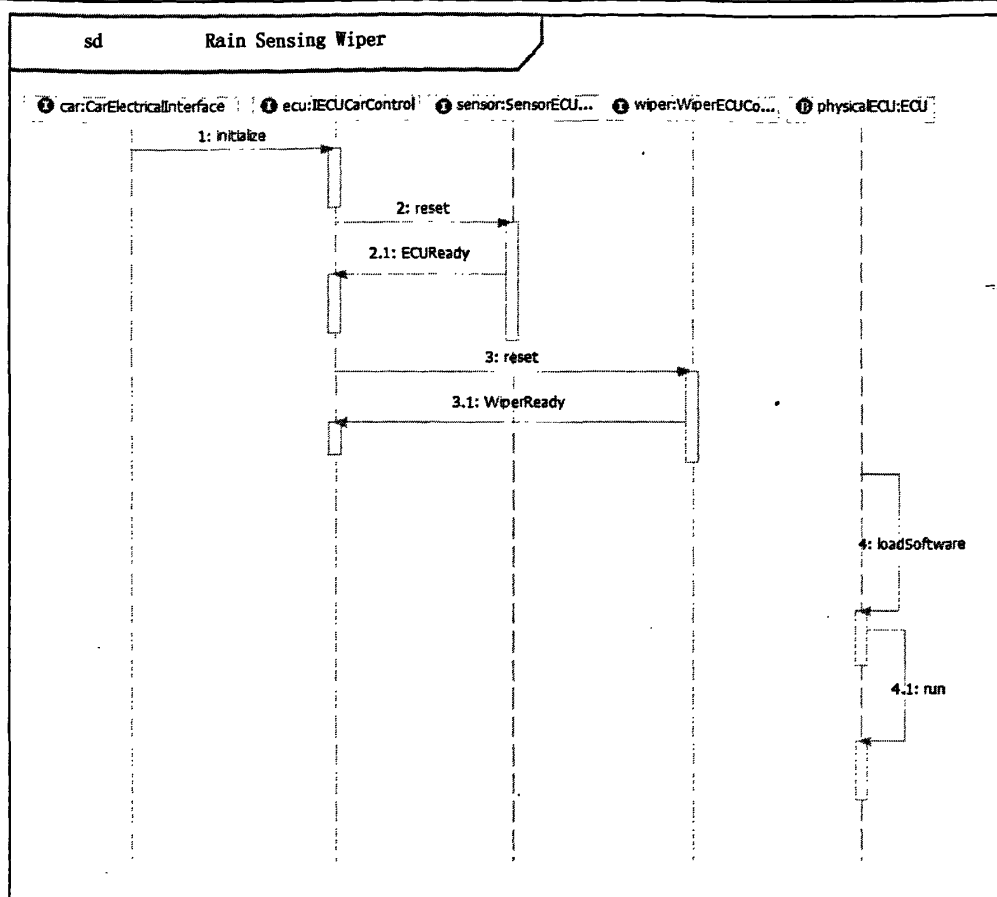 sd Rain Sensing Wiper
car:CarElectricalInterface ecu:IECUCarControl sensor:SensorECU... wiper:WiperECUCo... physicalECU:ECU
1: initialize
2: reset
2.1: ECUReady
3: reset
3.1: WiperReady
4: loadSoftware
4.1: run